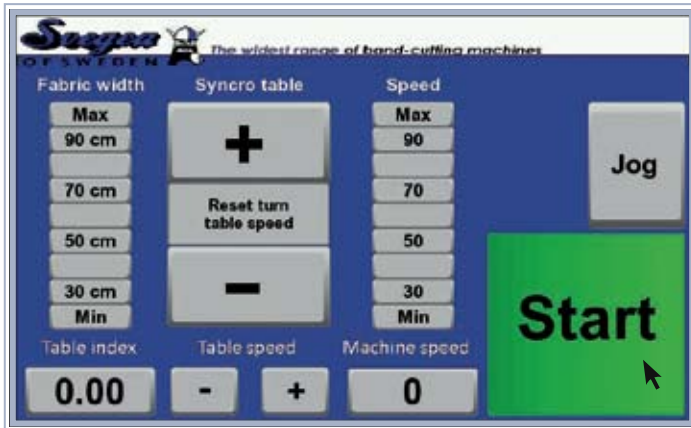 Svegea
OF SWEDEN
The widest range of band-cutting machines
Fabric width
Syncro table
Speed
Max
90 cm
70 cm
50 cm
30 cm
Min
+
Reset turn
table speed
-
Max
90
70
50
30
Min
Jog
Start
Table index
Table speed
Machine speed
0.00
-
+
0